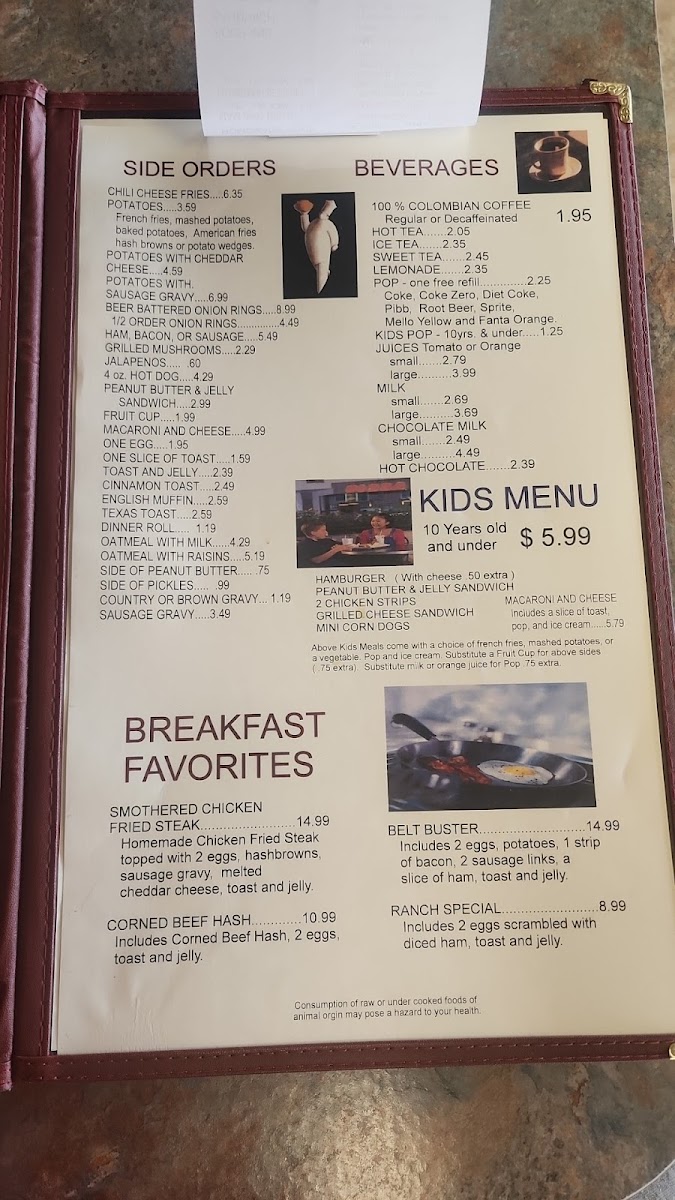 SIDE ORDERS
CHILI CHEESE FRIES.....6.35
POTATOES.....3.59
French fries, mashed potatoes,
baked potatoes, American fries
hash browns or potato wedges.
POTATOES WITH CHEDDAR
CHEESE.....4.59
POTATOES WITH.
SAUSAGE GRAVY.....6.99
BEER BATTERED ONION RINGS.....8.99
1/2 ORDER ONION RINGS...............4.49
HAM, BACON, OR SAUSAGE.....5.49
GRILLED MUSHROOMS.....2.29
JALAPENOS..... .60
4 oz. HOT DOG.....4.29
PEANUT BUTTER & JELLY
SANDWICH.....2.99
FRUIT CUP.....1.99
MACARONI AND CHEESE.....4.99
ONE EGG.....1.95
ONE SLICE OF TOAST.....1.59
TOAST AND JELLY.....2.39
CINNAMON TOAST.....2.49
ENGLISH MUFFIN.....2.59
TEXAS TOAST.....2.59
DINNER ROLL..... 1.19
OATMEAL WITH MILK.....4.29
OATMEAL WITH RAISINS.....5.19
SIDE OF PEANUT BUTTER..... .75
SIDE OF PICKLES..... .99
COUNTRY OR BROWN GRAVY... 1.19
SAUSAGE GRAVY.....3.49
BEVERAGES
100 % COLOMBIAN COFFEE
Regular or Decaffeinated 1.95
HOT TEA.......2.05
ICE TEA.......2.35
SWEET TEA.......2.45
LEMONADE.......2.35
POP - one free refill..............2.25
Coke, Coke Zero, Diet Coke,
Pibb, Root Beer, Sprite,
Mello Yellow and Fanta Orange.
KIDS POP - 10yrs. & under.....1.25
JUICES Tomato or Orange
small.......2.79
large..........3.99
MILK
small.......2.69
large..........3.69
CHOCOLATE MILK
small.......2.49
large..........4.49
HOT CHOCOLATE.......2.39
KIDS MENU
10 Years old
and under $ 5.99
HAMBURGER ( With cheese .50 extra )
PEANUT BUTTER & JELLY SANDWICH
2 CHICKEN STRIPS
GRILLED CHEESE SANDWICH
MINI CORN DOGS
MACARONI AND CHEESE
Includes a slice of toast,
pop, and ice cream......5.79
Above Kids Meals come with a choice of french fries, mashed potatoes, or
a vegetable. Pop and ice cream. Substitute a Fruit Cup for above sides
(.75 extra). Substitute milk or orange juice for Pop .75 extra.
BREAKFAST
FAVORITES
SMOTHERED CHICKEN
FRIED STEAK........................14.99
Homemade Chicken Fried Steak
topped with 2 eggs, hashbrowns,
sausage gravy, melted
cheddar cheese, toast and jelly.
CORNED BEEF HASH............10.99
Includes Corned Beef Hash, 2 eggs,
toast and jelly.
BELT BUSTER...........................14.99
Includes 2 eggs, potatoes, 1 strip
of bacon, 2 sausage links, a
slice of ham, toast and jelly.
RANCH SPECIAL........................8.99
Includes 2 eggs scrambled with
diced ham, toast and jelly.
Consumption of raw or under cooked foods of
animal orgin may pose a hazard to your health.